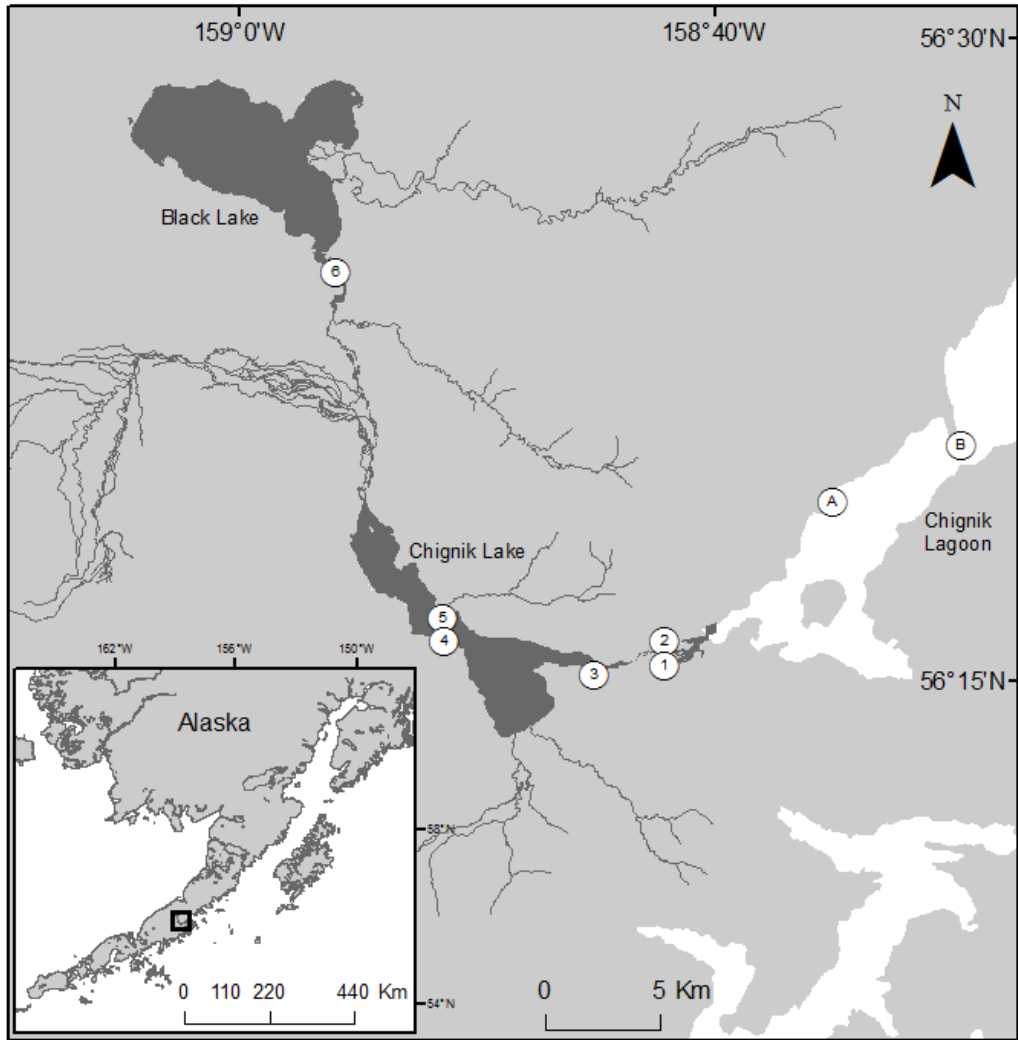 159°0'W
158°40'W
56°30'N
N
Black Lake
6
B
A
Chignik
Lagoon
Chignik Lake
5
4
2
1
3
56°15'N
162°W
156°W
150°W
Alaska
58°N
0 110 220 440 Km
54°N
0 5 Km